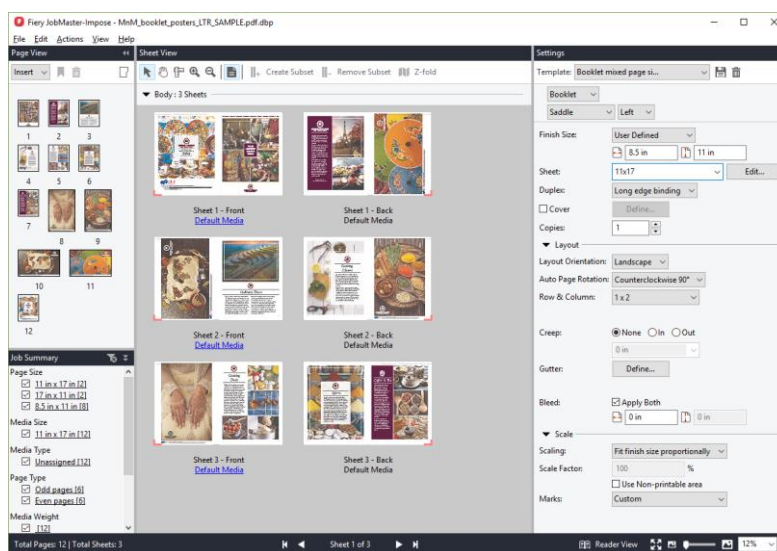 Fiery JobMaster-Impose - MnM_booklet_posters_LTR_SAMPLE.pdf.dbp
File Edit Actions View Help
Page View
Sheet View
Settings
Insert
Create Subset
Remove Subset
Z-fold
Template: Booklet mixed page si...
Body : 3 Sheets
Booklet
Saddle
Left
1 2 3
4 5 6
7 8 9
10 11
12
Sheet 1 - Front
Default Media
Sheet 1 - Back
Default Media
Sheet 2 - Front
Default Media
Sheet 2 - Back
Default Media
Sheet 3 - Front
Default Media
Sheet 3 - Back
Default Media
Finish Size: User Defined
8.5 in 11 in
Sheet: 11x17 Edit...
Duplex: Long edge binding
Cover Define...
Copies: 1
Layout
Layout Orientation: Landscape
Auto Page Rotation: Counterclockwise 90°
Row & Column: 1 x 2
Creep: None In Out
0 in
Gutter: Define...
Bleed: Apply Both
0 in 0 in
Scale
Scaling: Fit finish size proportionally
Scale Factor: 100 %
Use Non-printable area
Marks: Custom
Job Summary
Page Size
11 in x 17 in [2]
17 in x 11 in [2]
8.5 in x 11 in [8]
Media Size
11 in x 17 in [12]
Media Type
Unassigned [12]
Page Type
Odd pages [6]
Even pages [6]
Media Weight
[12]
Total Pages: 12 | Total Sheets: 3
Sheet 1 of 3
Reader View
12%